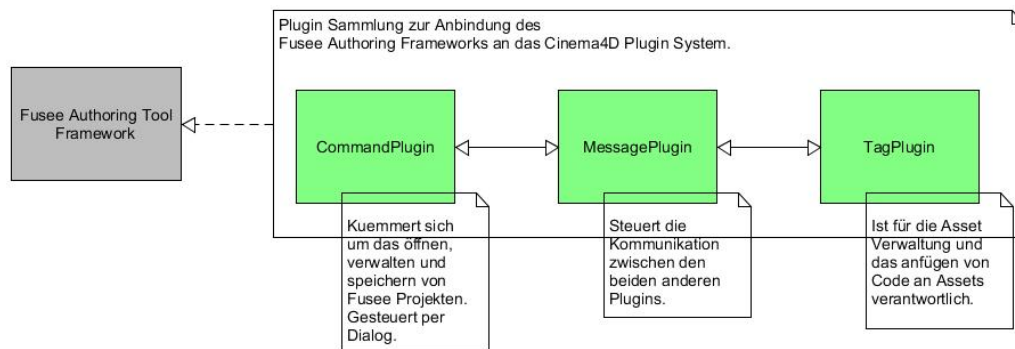 Plugin Sammlung zur Anbindung des
Fusee Authoring Frameworks an das Cinema4D Plugin System.
Fusee Authoring Tool
Framework
CommandPlugin
MessagePlugin
TagPlugin
Kuemmert sich
um das öffnen,
verwalten und
speichern von
Fusee Projekten.
Gesteuert per
Dialog.
Steuert die
Kommunikation
zwischen den
beiden anderen
Plugins.
Ist für die Asset
Verwaltung und
das anfügen von
Code an Assets
verantwortlich.